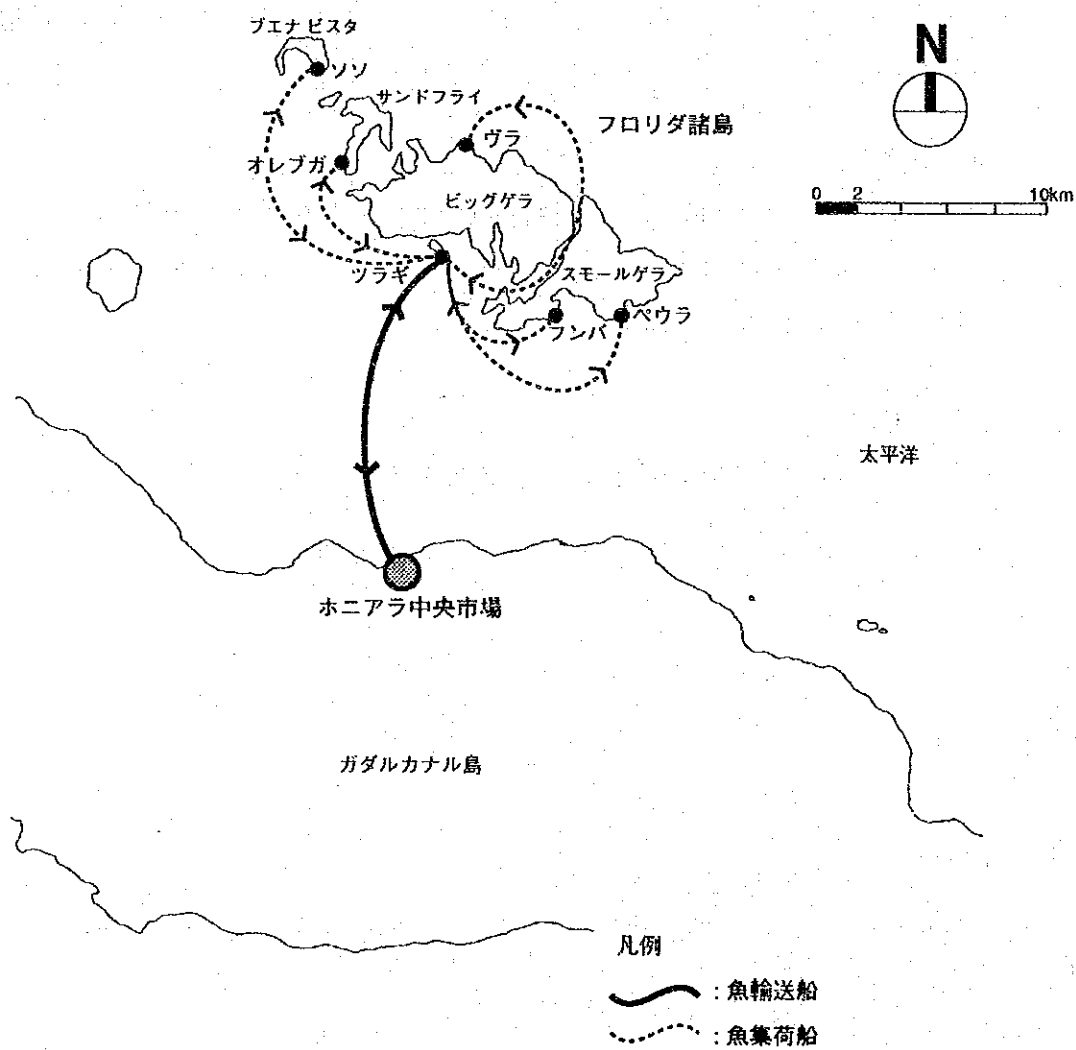 ブエナ ビスタ
N
ソソ
サンドフライ
フロリダ諸島
ヴラ
オレブガ
0 2 10km
ビッグゲラ
ツラギ
スモールゲラ
フンバ
ペウラ
太平洋
ホニアラ中央市場
ガダルカナル島
凡例
: 魚輸送船
: 魚集荷船